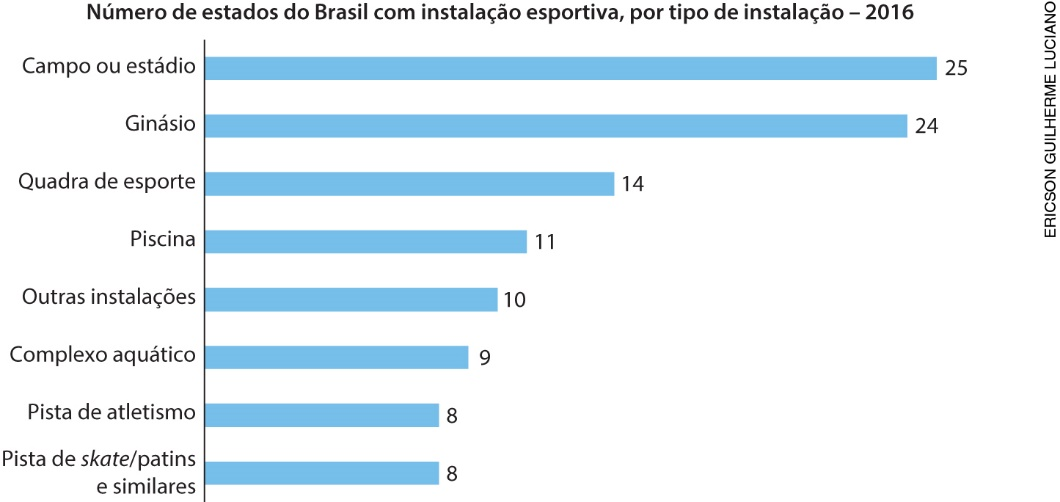 Número de estados do Brasil com instalação esportiva, por tipo de instalação – 2016
Campo ou estádio 25
Ginásio 24
Quadra de esporte 14
Piscina 11
Outras instalações 10
Complexo aquático 9
Pista de atletismo 8
Pista de skate/patins
e similares 8
ERICSON GUILHERME LUCIANO